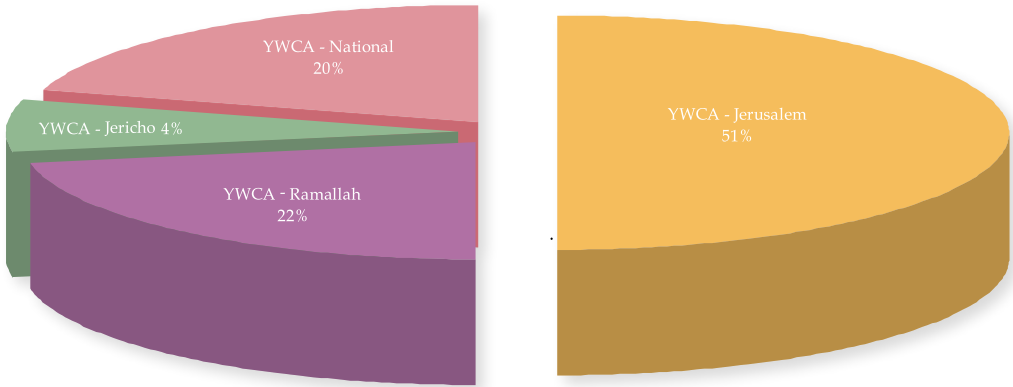 YWCA - National
20%
YWCA - Jerusalem
51%
YWCA - Jericho 4%
YWCA - Ramallah
22%
.